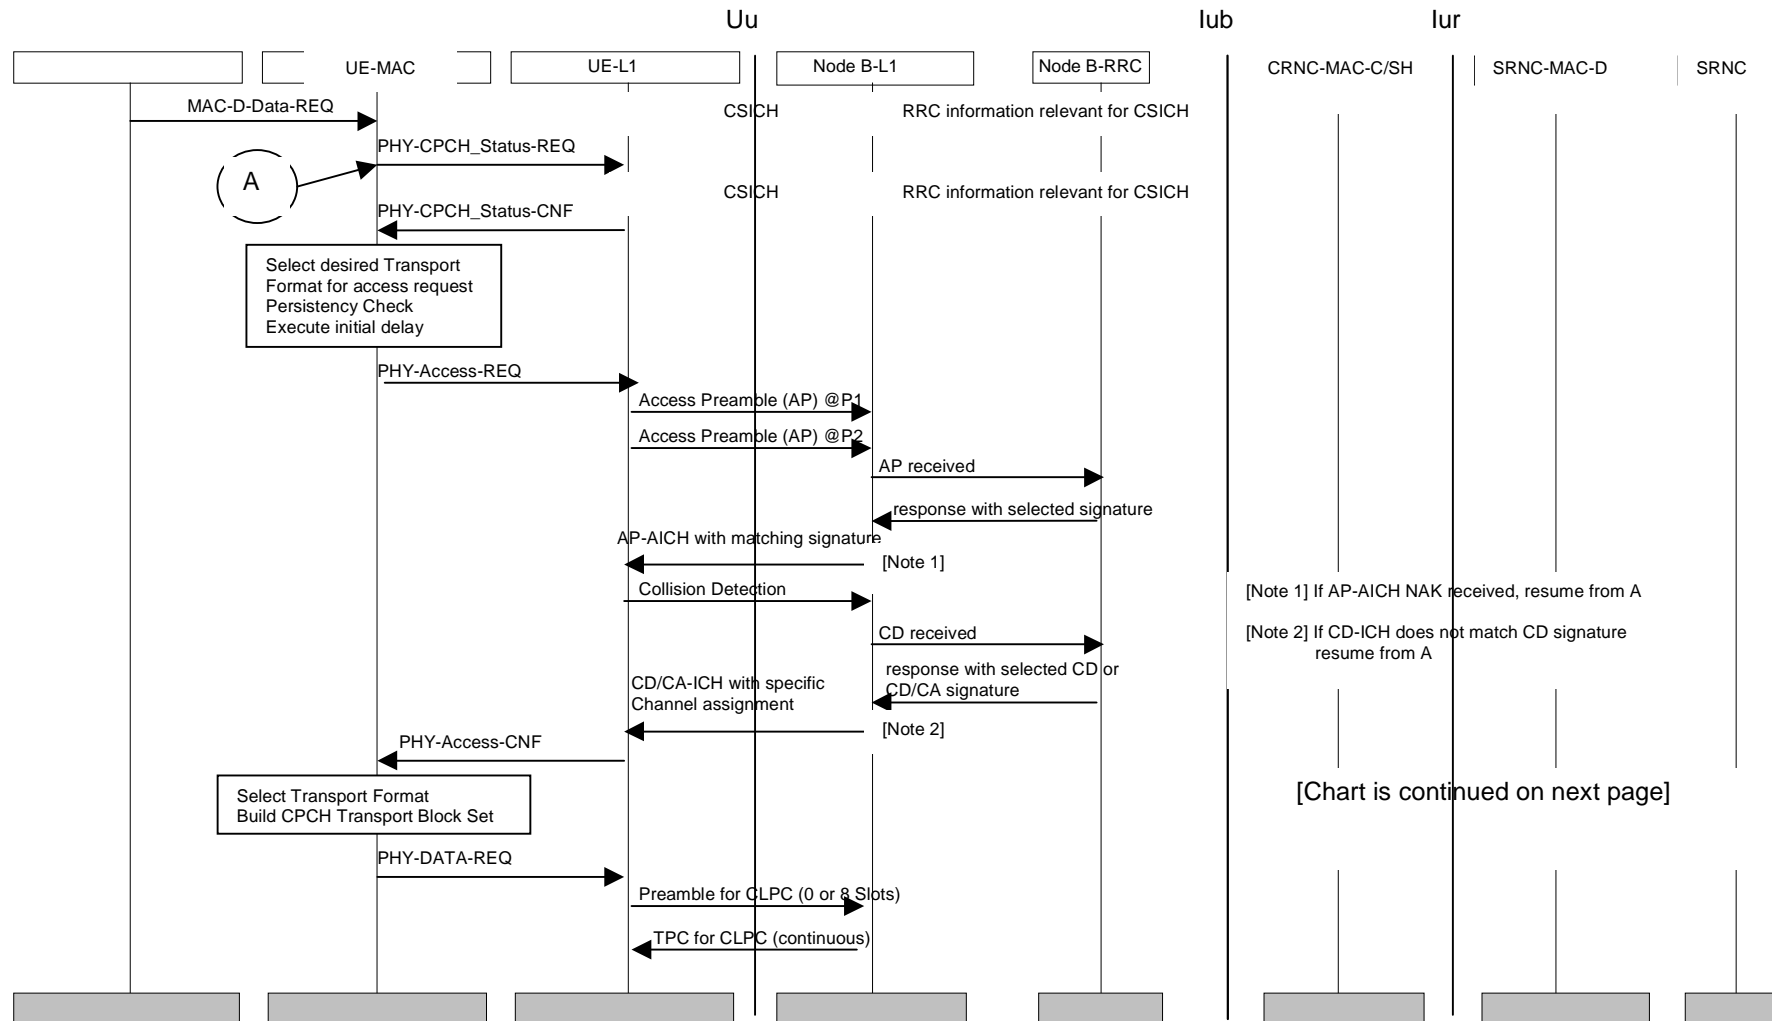 Uu
Iub
Iur
UE-MAC
UE-L1
Node B-L1
Node B-RRC
CRNC-MAC-C/SH
SRNC-MAC-D
SRNC
MAC-D-Data-REQ
CSICH
RRC information relevant for CSICH
PHY-CPCH_Status-REQ
A
CSICH
RRC information relevant for CSICH
PHY-CPCH_Status-CNF
Select desired Transport
Format for access request
Persistency Check
Execute initial delay
PHY-Access-REQ
Access Preamble (AP) @P1
Access Preamble (AP) @P2
AP received
response with selected signature
AP-AICH with matching signature
[Note 1]
Collision Detection
[Note 1] If AP-AICH NAK received, resume from A
CD received
[Note 2] If CD-ICH does not match CD signature
resume from A
response with selected CD or
CD/CA signature
CD/CA-ICH with specific
Channel assignment
[Note 2]
PHY-Access-CNF
Select Transport Format
Build CPCH Transport Block Set
[Chart is continued on next page]
PHY-DATA-REQ
Preamble for CLPC (0 or 8 Slots)
TPC for CLPC (continuous)